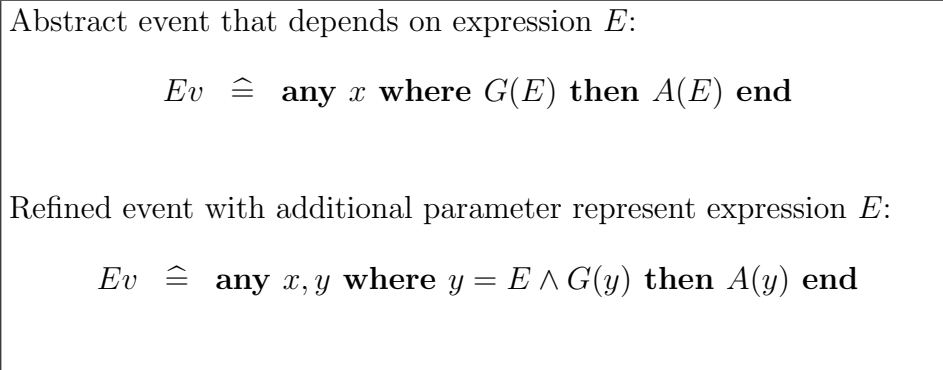 Abstract event that depends on expression E:
Ev ≙ any x where G(E) then A(E) end
Refined event with additional parameter represent expression E:
Ev ≙ any x, y where y = E ∧ G(y) then A(y) end